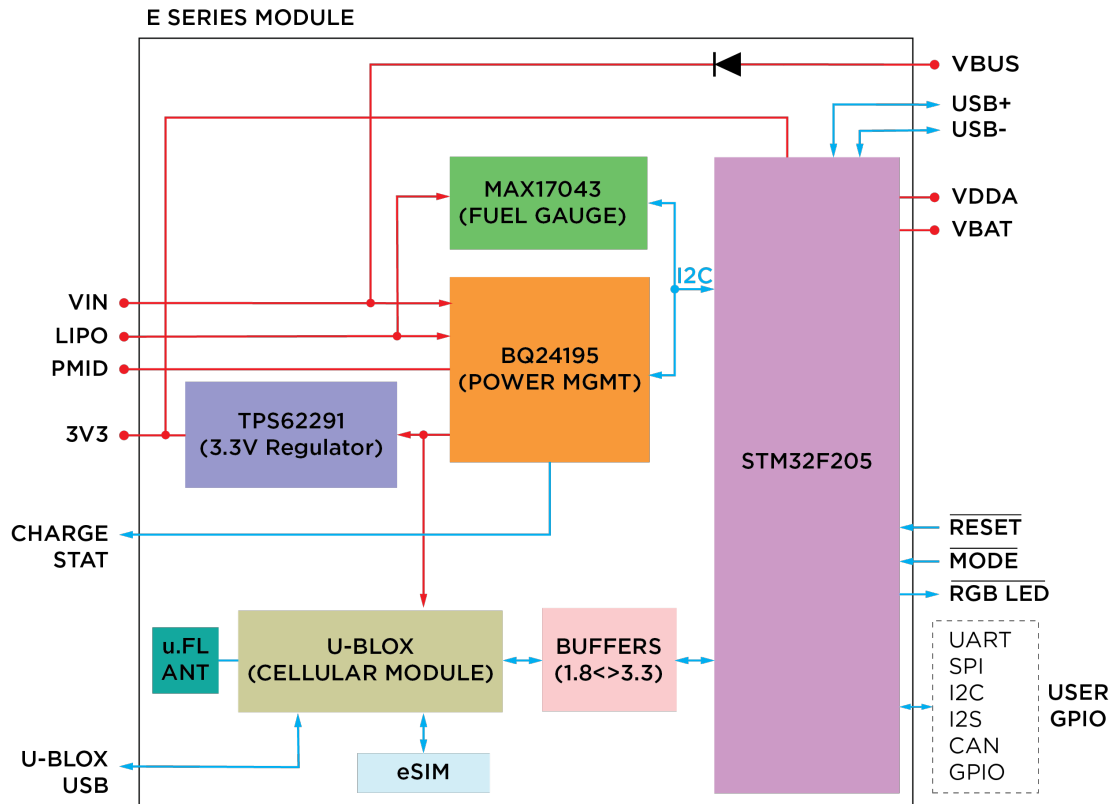 E SERIES MODULE
VBUS
USB+
USB-
MAX17043
(FUEL GAUGE)
VDDA
VBAT
I2C
VIN
LIPO
PMID
BQ24195
(POWER MGMT)
TPS62291
(3.3V Regulator)
3V3
STM32F205
CHARGE
STAT
RESET
MODE
RGB LED
u.FL
ANT
U-BLOX
(CELLULAR MODULE)
BUFFERS
(1.8<>3.3)
UART
SPI
I2C
I2S
CAN
GPIO
USER
GPIO
U-BLOX
USB
eSIM